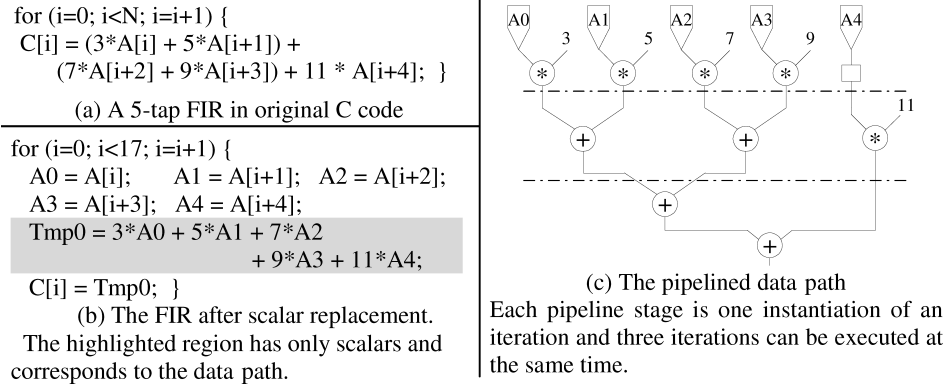 for (i=0; i<N; i=i+1) {
C[i] = (3*A[i] + 5*A[i+1]) +
(7*A[i+2] + 9*A[i+3]) + 11 * A[i+4]; }
(a) A 5-tap FIR in original C code
for (i=0; i<17; i=i+1) {
A0 = A[i]; A1 = A[i+1]; A2 = A[i+2];
A3 = A[i+3]; A4 = A[i+4];
Tmp0 = 3*A0 + 5*A1 + 7*A2
+ 9*A3 + 11*A4;
C[i] = Tmp0; }
(b) The FIR after scalar replacement.
The highlighted region has only scalars and
corresponds to the data path.
A0 A1 A2 A3 A4
3 5 7 9
* * * *
11
+ + *
+
+
(c) The pipelined data path
Each pipeline stage is one instantiation of an
iteration and three iterations can be executed at
the same time.